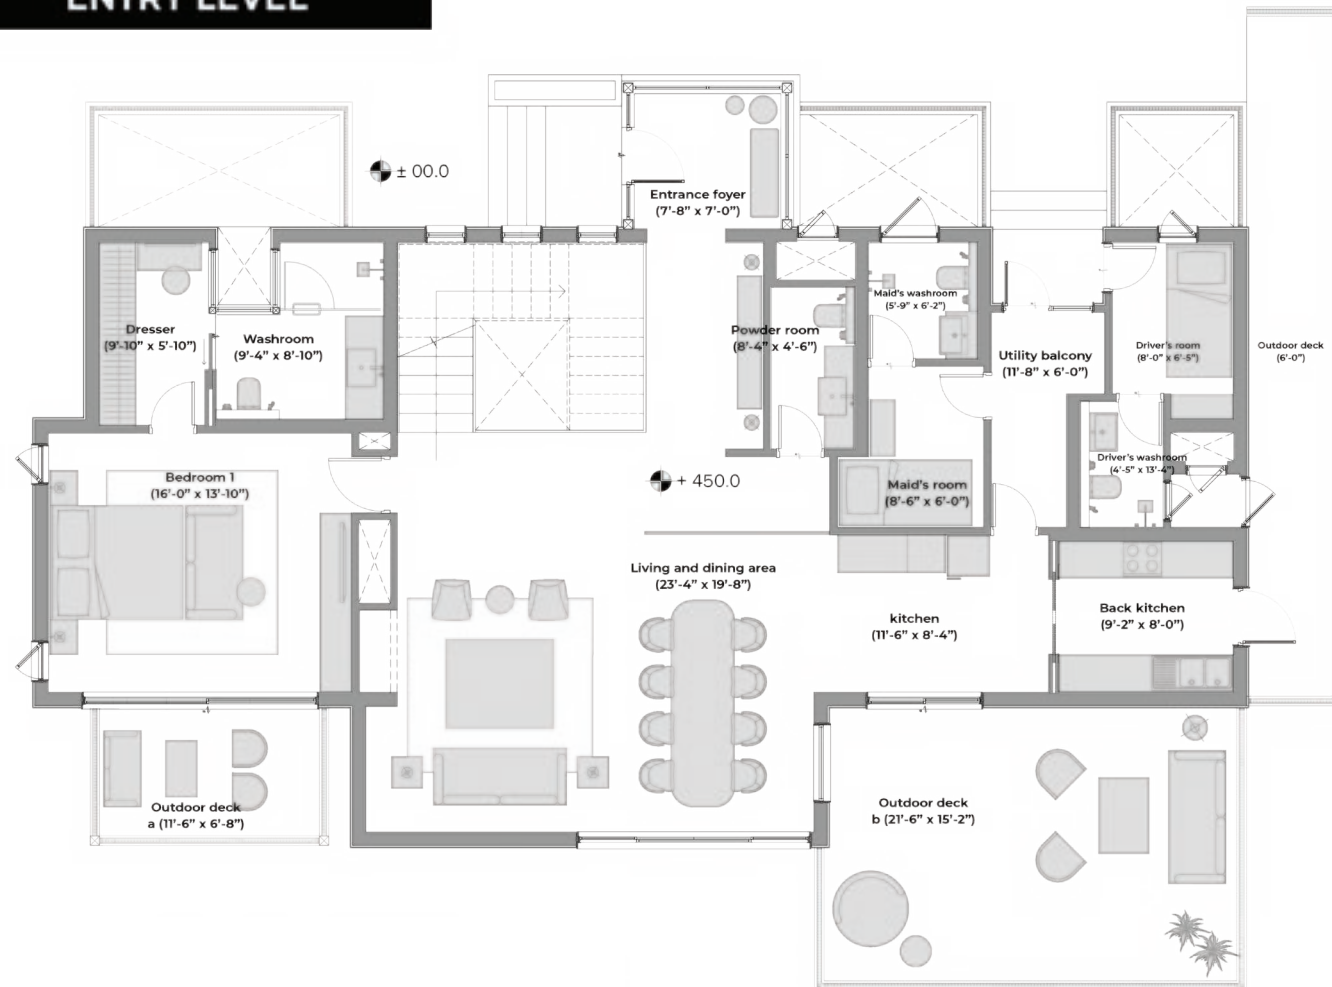 ENTRY LEVEL
± 00.0
Entrance foyer
(7'-8" x 7'-0")
Dresser
(9'-10" x 5'-10")
Washroom
(9'-4" x 8'-10")
Powder room
(8'-4" x 4'-6")
Maid's washroom
(5'-9" x 6'-2")
Utility balcony
(11'-8" x 6'-0")
Driver's room
(8'-0" x 6'-5")
Outdoor deck
(6'-0")
Bedroom 1
(16'-0" x 13'-10")
+ 450.0
Maid's room
(8'-6" x 6'-0")
Driver's washroom
(4'-5" x 13'-4")
Living and dining area
(23'-4" x 19'-8")
kitchen
(11'-6" x 8'-4")
Back kitchen
(9'-2" x 8'-0")
Outdoor deck
a (11'-6" x 6'-8")
Outdoor deck
b (21'-6" x 15'-2")